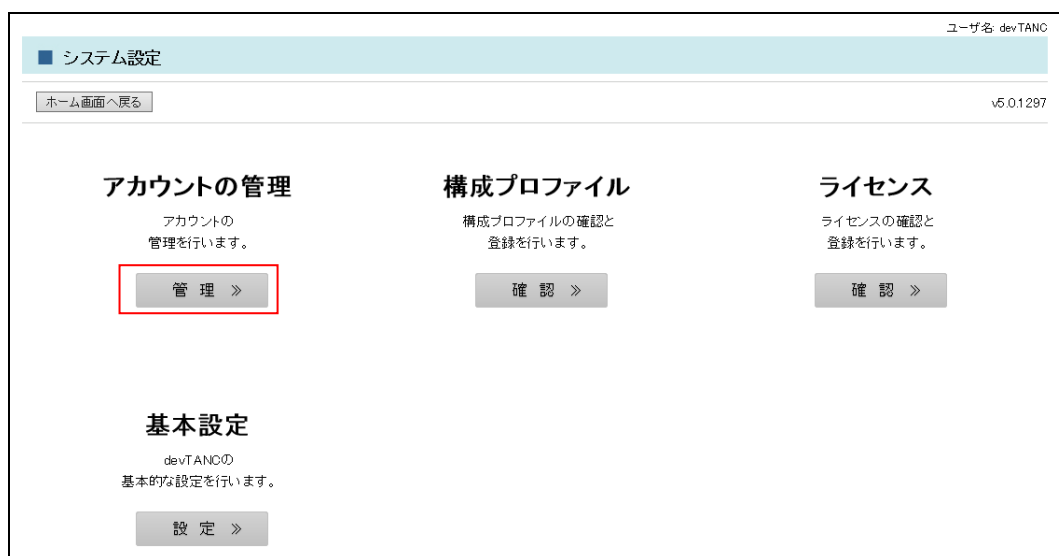 ユーザ名: devTANC
■ システム設定
ホーム画面へ戻る
v5.0.1297
アカウントの管理
アカウントの
管理を行います。
管 理 »
構成プロファイル
構成プロファイルの確認と
登録を行います。
確 認 »
ライセンス
ライセンスの確認と
登録を行います。
確 認 »
基本設定
devTANCの
基本的な設定を行います。
設 定 »